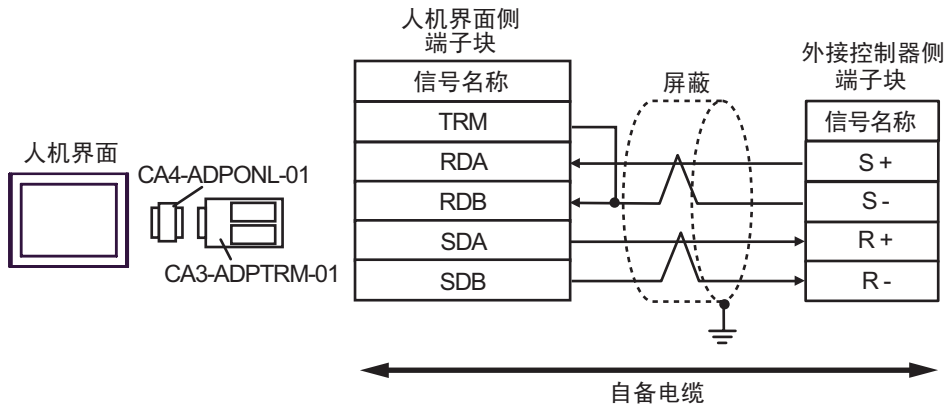 人机界面侧
端子块
外接控制器侧
端子块
信号名称
屏蔽
信号名称
TRM
人机界面
RDA
S +
CA4-ADPONL-01
RDB
S -
SDA
R +
CA3-ADPTRM-01
SDB
R -
自备电缆